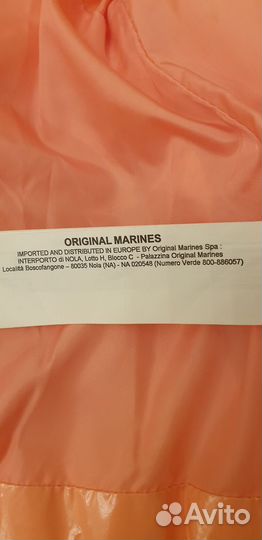 ORIGINAL MARINES
IMPORTED AND DISTRIBUTED IN EUROPE BY Original Marines Spa :
INTERPORTO di NOLA, Lotto H, Blocco C - Palazzina Original Marines
Località Boscofangone – 80035 Nola (NA) - NA 020548 (Numero Verde 800-886057)
Avito